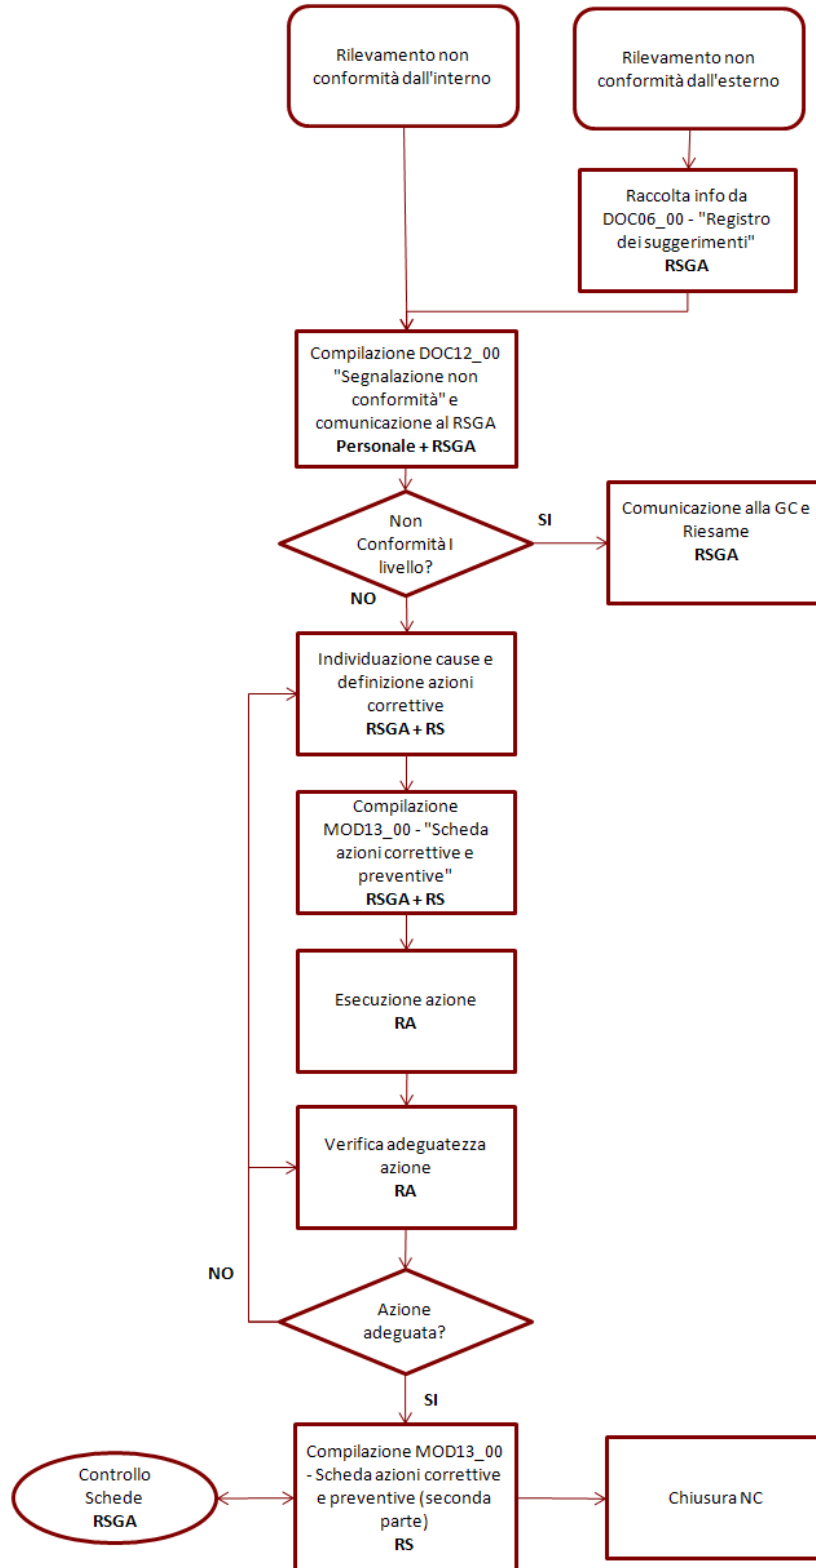 Rilevamento non
conformità dall'interno
Rilevamento non
conformità dall'esterno
Raccolta info da
DOC06_00 - "Registro
dei suggerimenti"
RSGA
Compilazione DOC12_00
"Segnalazione non
conformità" e
comunicazione al RSGA
Personale + RSGA
Non
Conformità I
livello?
SI
Comunicazione alla GC e
Riesame
RSGA
NO
Individuazione cause e
definizione azioni
correttive
RSGA + RS
Compilazione
MOD13_00 - "Scheda
azioni correttive e
preventive"
RSGA + RS
Esecuzione azione
RA
Verifica adeguatezza
azione
RA
NO
Azione
adeguata?
SI
Controllo
Schede
RSGA
Compilazione MOD13_00
- Scheda azioni correttive
e preventive (seconda
parte)
RS
Chiusura NC